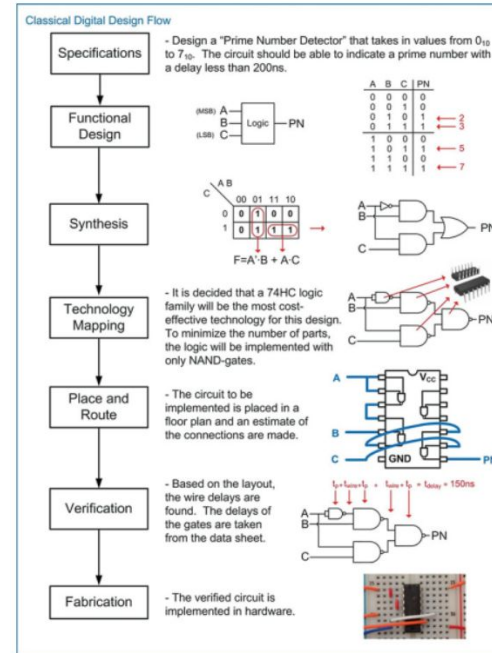 Classical Digital Design Flow
Specifications
- Design a "Prime Number Detector" that takes in values from 0₁₀
to 7₁₀. The circuit should be able to indicate a prime number with
a delay less than 200ns.
Functional
Design
(MSB) A
B
(LSB) C
Logic
PN
A B C PN
0 0 0 0
0 0 1 0
0 1 0 1 2
0 1 1 1 3
1 0 0 0
1 0 1 1 5
1 1 0 0
1 1 1 1 7
Synthesis
A B
C
00 01 11 10
0 0 1 0 0
1 0 1 1 1
F=A'·B + A·C
A
B
C
PN
Technology
Mapping
- It is decided that a 74HC logic
family will be the most cost-
effective technology for this design.
To minimize the number of parts,
the logic will be implemented with
only NAND-gates.
A
B
C
PN
Place and
Route
- The circuit to be
implemented is placed in a
floor plan and an estimate of
the connections are made.
A
B
C
Vcc
GND
PN
Verification
- Based on the layout,
the wire delays are
found. The delays of
the gates are taken
from the data sheet.
tp+twire+tp + twire+ tp = tdelay = 150ns
A
B
C
PN
Fabrication
- The verified circuit is
implemented in hardware.